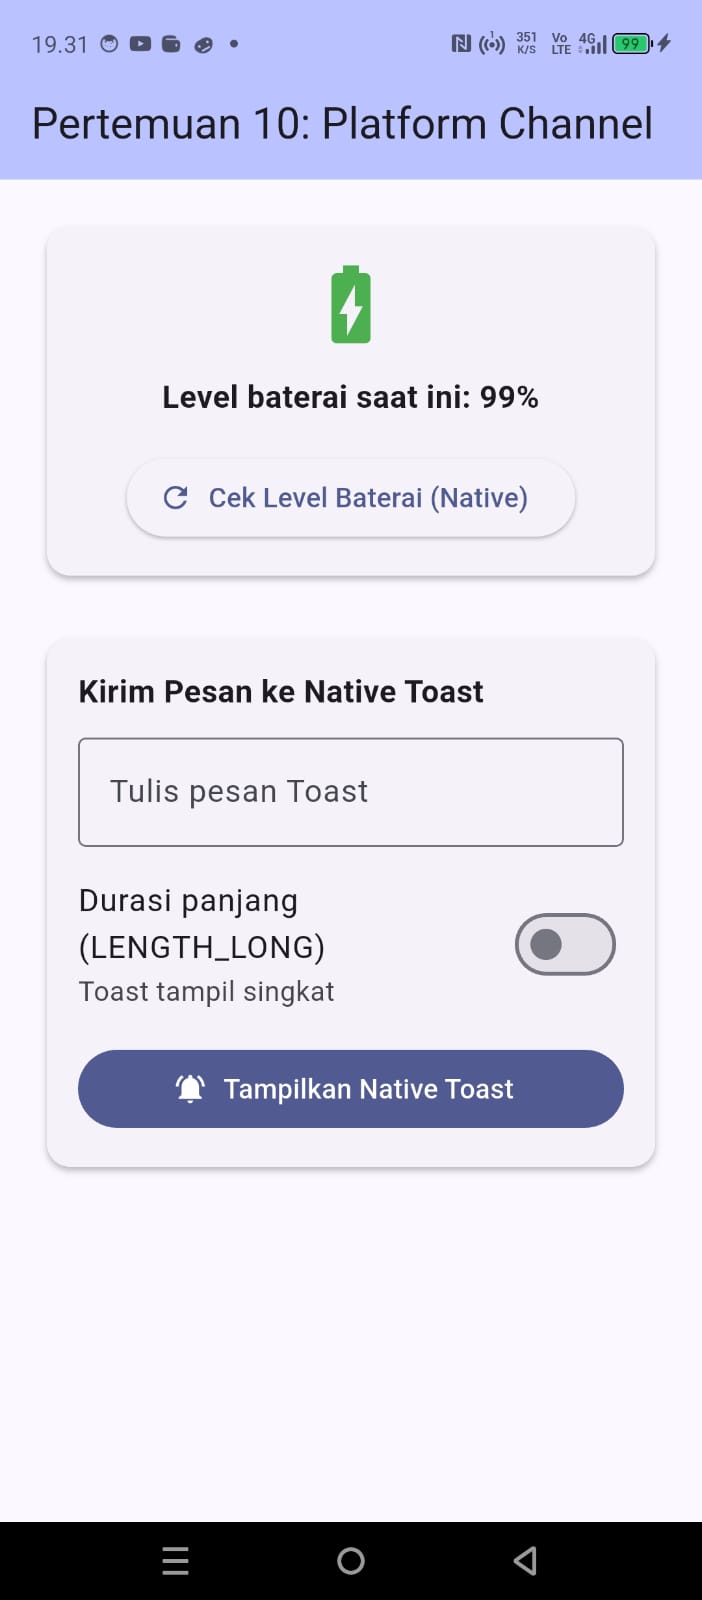 19.31
1
351
K/S
Vo
LTE
4G
99
Pertemuan 10: Platform Channel
Level baterai saat ini: 99%
Cek Level Baterai (Native)
Kirim Pesan ke Native Toast
Tulis pesan Toast
Durasi panjang
(LENGTH_LONG)
Toast tampil singkat
Tampilkan Native Toast